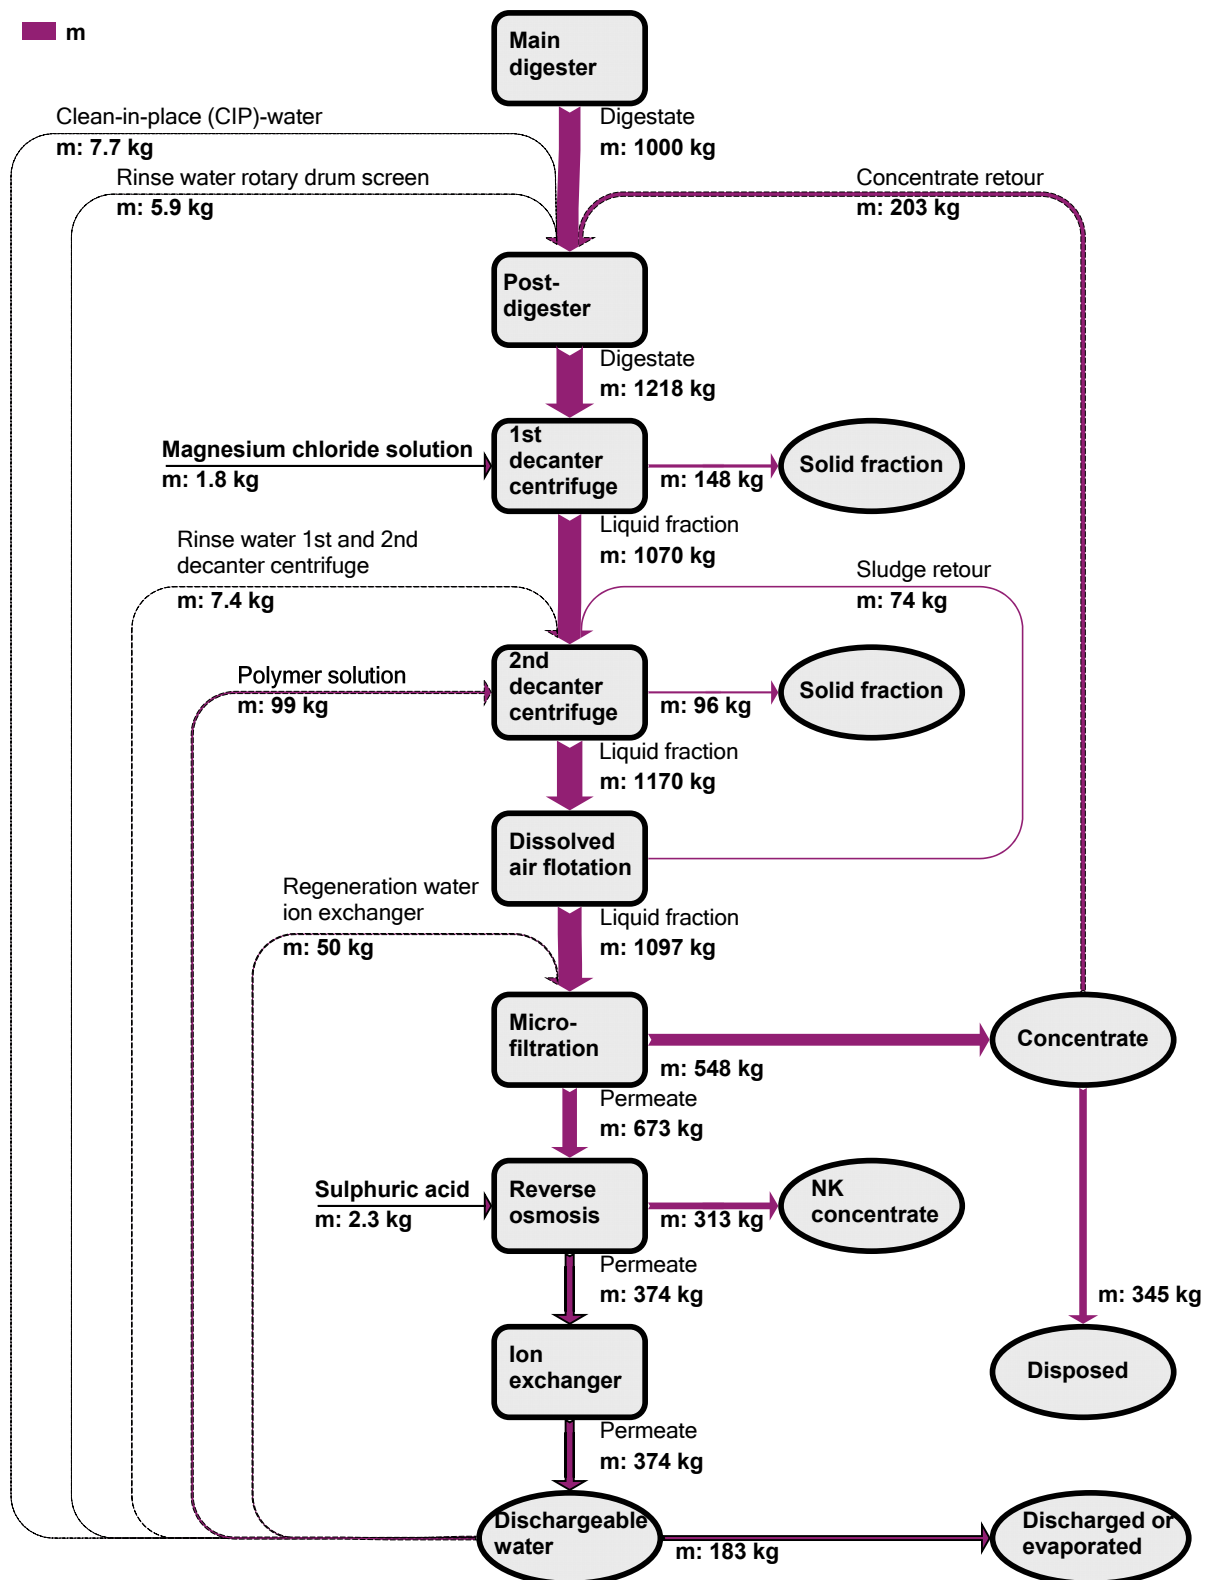 m
Main
digester
Clean-in-place (CIP)-water
m: 7.7 kg
Digestate
m: 1000 kg
Rinse water rotary drum screen
m: 5.9 kg
Concentrate retour
m: 203 kg
Post-
digester
Digestate
m: 1218 kg
Magnesium chloride solution
m: 1.8 kg
1st
decanter
centrifuge
m: 148 kg
Solid fraction
Liquid fraction
m: 1070 kg
Rinse water 1st and 2nd
decanter centrifuge
m: 7.4 kg
Sludge retour
m: 74 kg
Polymer solution
m: 99 kg
2nd
decanter
centrifuge
m: 96 kg
Solid fraction
Liquid fraction
m: 1170 kg
Dissolved
air flotation
Regeneration water
ion exchanger
m: 50 kg
Liquid fraction
m: 1097 kg
Micro-
filtration
m: 548 kg
Concentrate
Permeate
m: 673 kg
Sulphuric acid
m: 2.3 kg
Reverse
osmosis
m: 313 kg
NK
concentrate
Permeate
m: 374 kg
m: 345 kg
Ion
exchanger
Disposed
Permeate
m: 374 kg
Dischargeable
water
m: 183 kg
Discharged or
evaporated